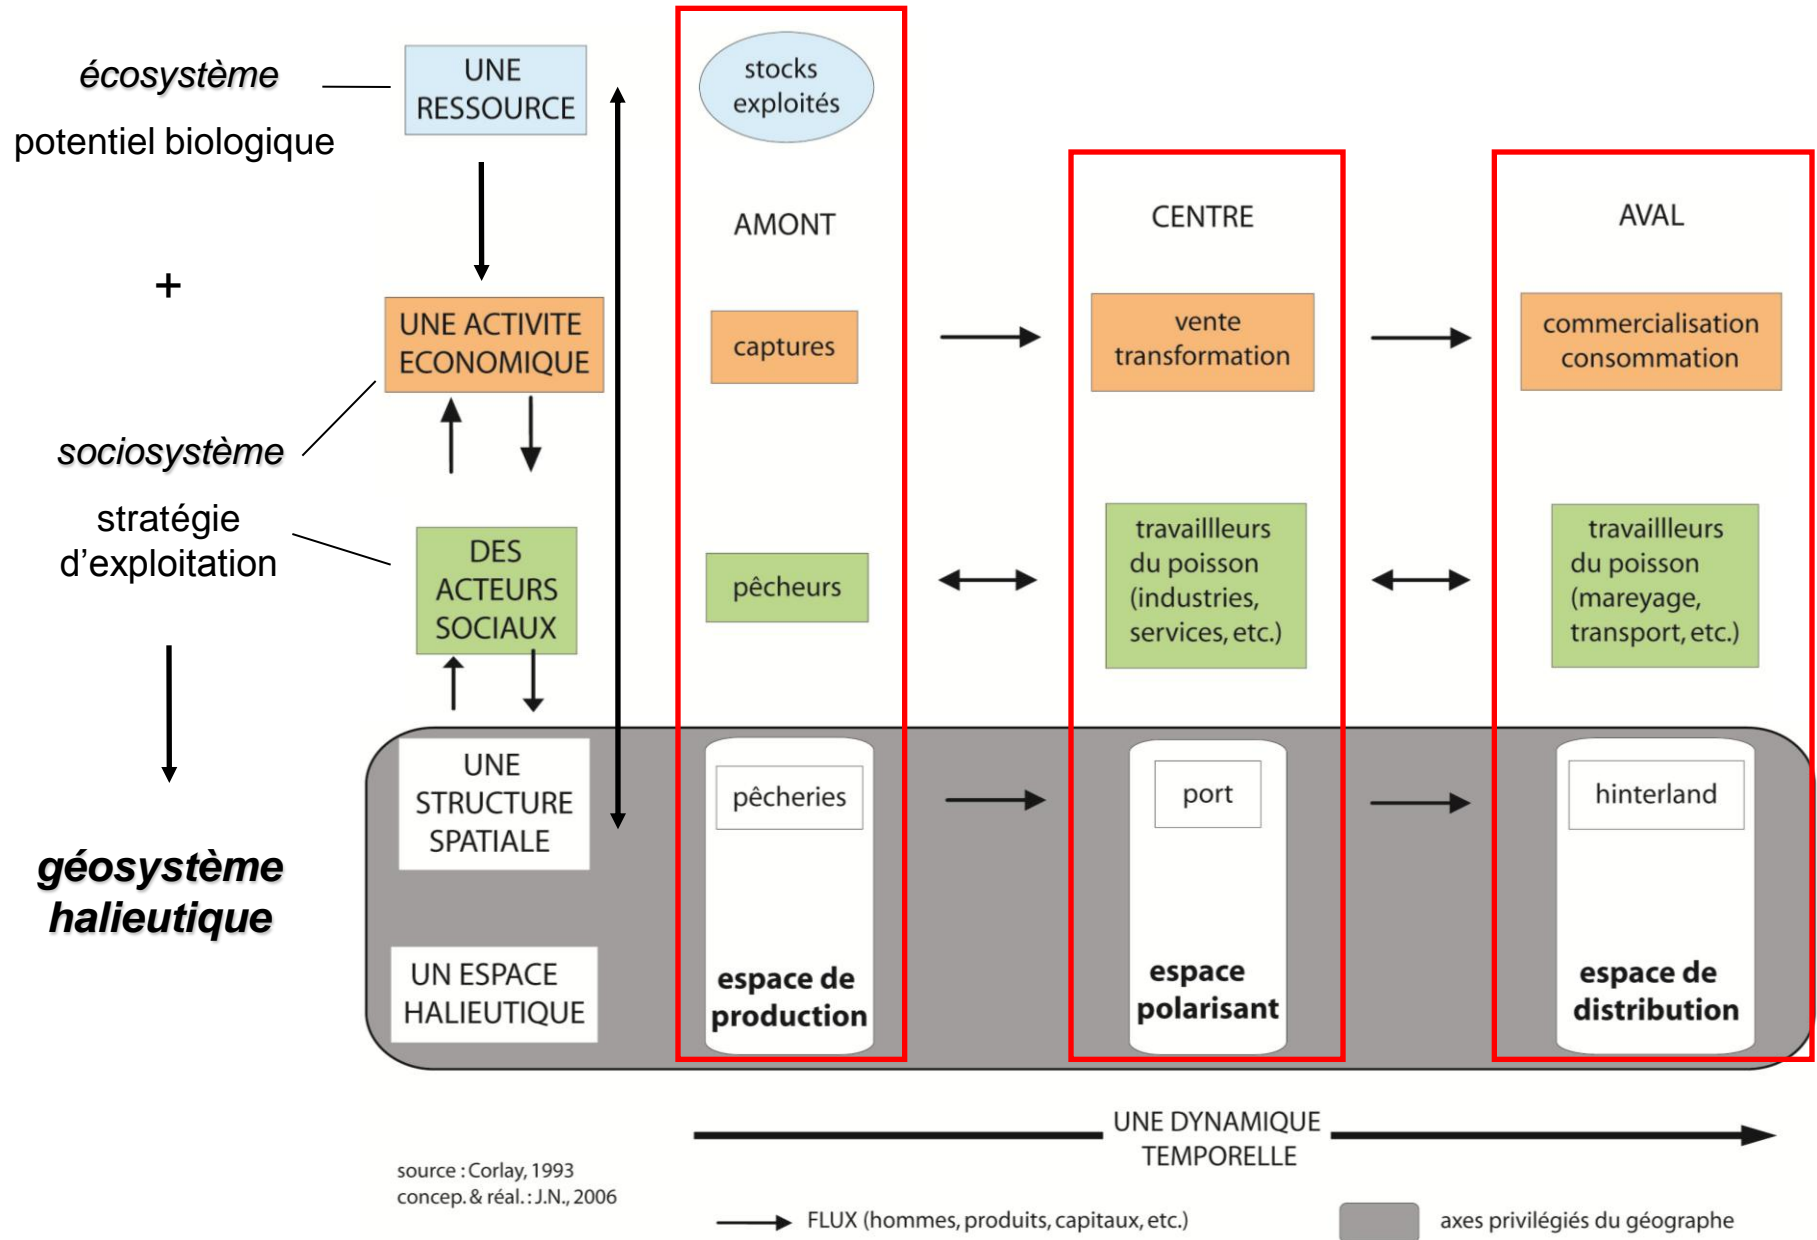 écosystème
potentiel biologique
+
sociosystème
stratégie
d’exploitation
géosystème
halieutique
UNE
RESSOURCE
UNE ACTIVITE
ECONOMIQUE
DES
ACTEURS
SOCIAUX
UNE
STRUCTURE
SPATIALE
UN ESPACE
HALIEUTIQUE
stocks
exploités
AMONT
captures
pêcheurs
pêcheries
espace de
production
CENTRE
vente
transformation
travailleurs
du poisson
(industries,
services, etc.)
port
espace
polarisant
AVAL
commercialisation
consommation
travailleurs
du poisson
(mareyage,
transport, etc.)
hinterland
espace de
distribution
UNE DYNAMIQUE
TEMPORELLE
source : Corlay, 1993
concep. & réal. : J.N., 2006
FLUX (hommes, produits, capitaux, etc.)
axes privilégiés du géographe